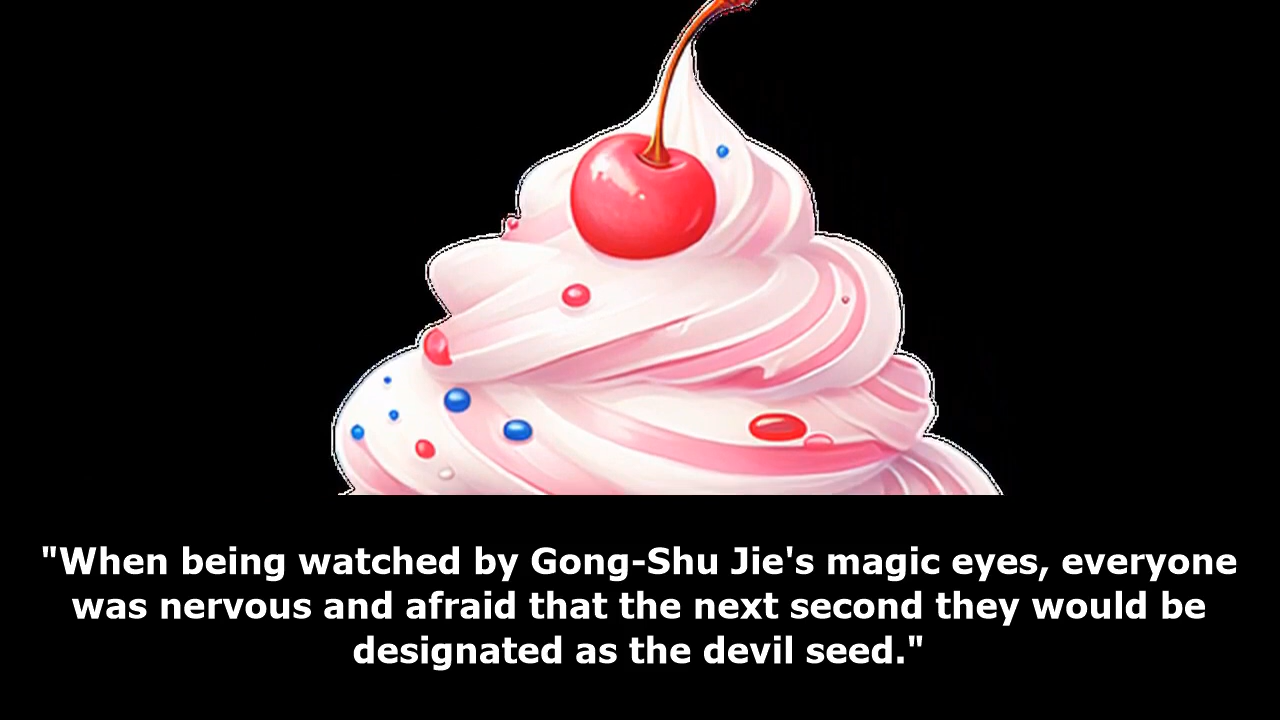 "When being watched by Gong-Shu Jie's magic eyes, everyone
was nervous and afraid that the next second they would be
designated as the devil seed."